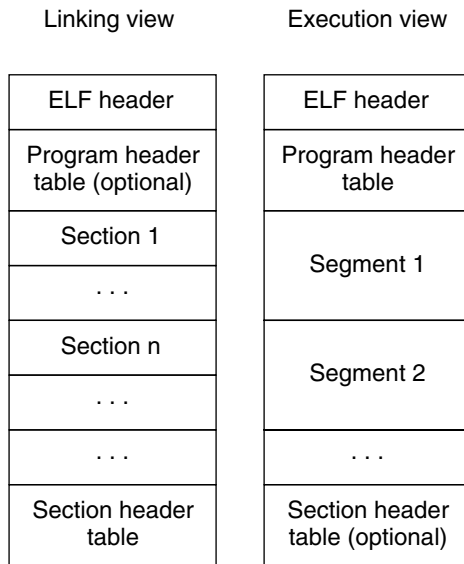 Linking view
ELF header
Program header
table (optional)
Section 1
. . .
Section n
. . .
. . .
Section header
table
Execution view
ELF header
Program header
table
Segment 1
Segment 2
. . .
Section header
table (optional)